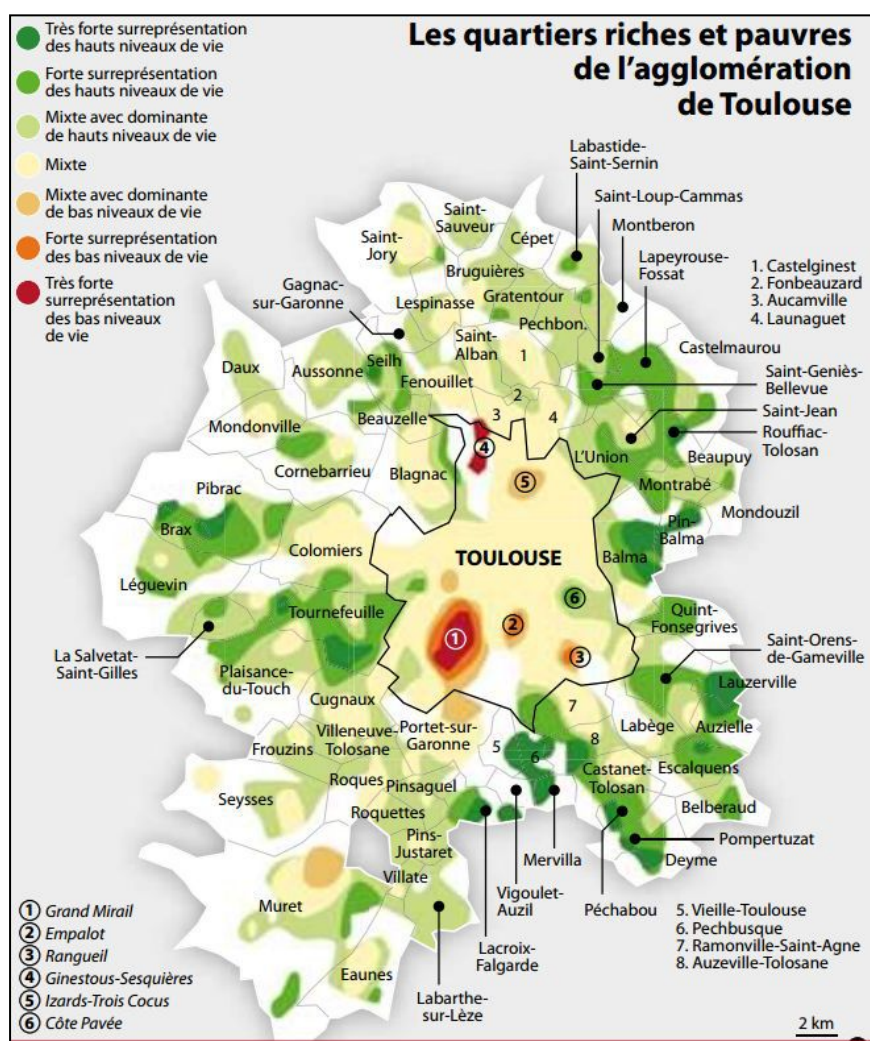 Les quartiers riches et pauvres
de l'agglomération
de Toulouse
Très forte surreprésentation
des hauts niveaux de vie
Forte surreprésentation
des hauts niveaux de vie
Mixte avec dominante
de hauts niveaux de vie
Mixte
Mixte avec dominante
de bas niveaux de vie
Forte surreprésentation
des bas niveaux de vie
Très forte
surreprésentation
des bas niveaux
de vie
Labastide-
Saint-Sernin
Saint-Loup-Cammas
Montberon
Lapeyrouse-
Fossat
1. Castelginest
2. Fonbeauzard
3. Aucamville
4. Launaguet
Saint-
Sauveur
Saint-
Jory
Cépet
Bruguières
Gagnac-
sur-Garonne
Lespinasse
Gratentour
Pechbon.
Castelmaurou
Saint-
Alban
1
Daux
Aussonne
Seilh
Fenouillet
2
3
4
Saint-Geniès-
Bellevue
Saint-Jean
Rouffiac-
Tolosan
Mondonville
Beauzelle
4
L'Union
Beaupuy
Cornebarrieu
Blagnac
5
Montrabé
Pibrac
Mondouzil
Pin-
Balma
Brax
Colomiers
TOULOUSE
Balma
Léguevin
6
Tournefeuille
Quint-
Fonsegrives
1
2
3
La Salvetat-
Saint-Gilles
Saint-Orens-
de-Gameville
Plaisance-
du-Touch
Lauzerville
Cugnaux
7
Labège
Auzielle
Villeneuve-
Tolosane
Portet-sur-
Garonne
5
6
8
Frouzins
Escalquens
Castanet-
Tolosan
Roques
Pinsaguel
Seysses
Roquettes
Belberaud
Pins-
Justaret
Mervilla
Pompertuzat
Deyme
Villate
Vigoulet-
Auzil
Péchabou
Muret
Lacroix-
Falgarde
Eaunes
Labarthe-
sur-Lèze
1 Grand Mirail
2 Empalot
3 Rangueil
4 Ginestous-Sesquières
5 Izards-Trois Cocus
6 Côte Pavée
5. Vieille-Toulouse
6. Pechbusque
7. Ramonville-Saint-Agne
8. Auzeville-Tolosane
2 km